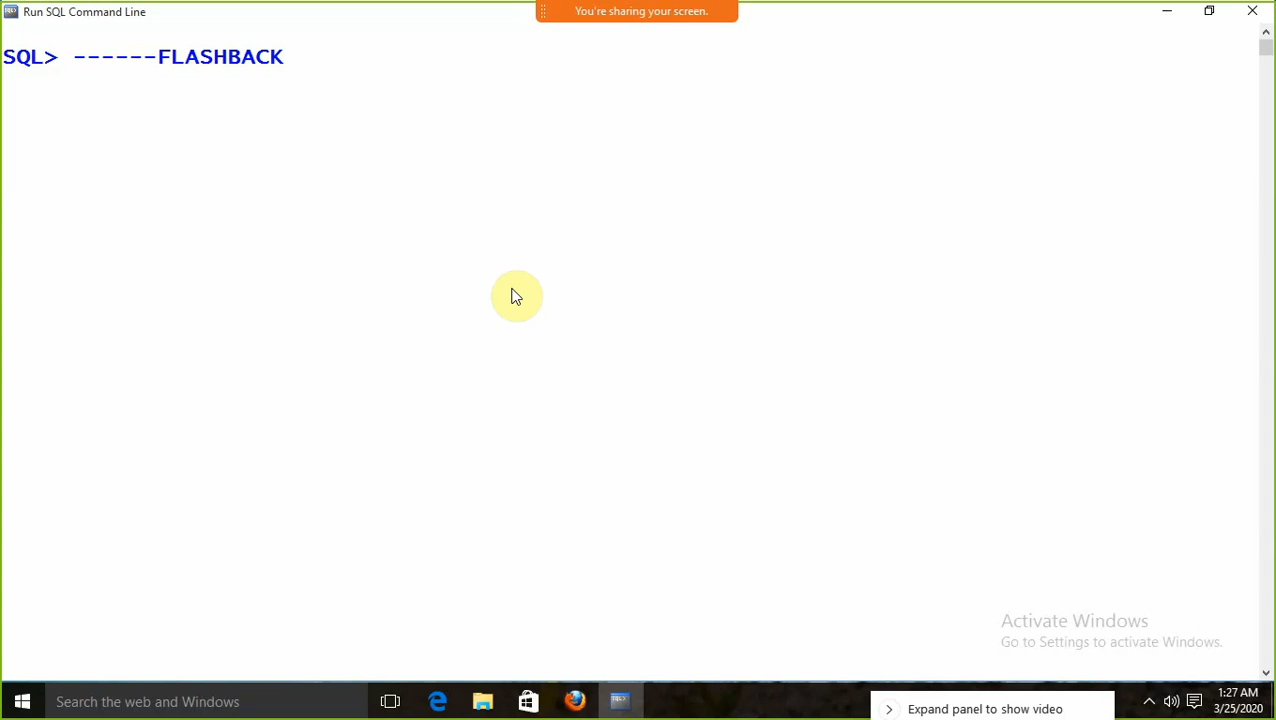 Run SQL Command Line
You're sharing your screen.
SQL> ------FLASHBACK
Activate Windows
Go to Settings to activate Windows.
Search the web and Windows
Expand panel to show video
1:27 AM
3/25/2020